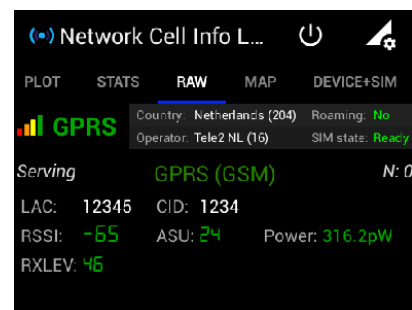 Network Cell Info L...
PLOT STATS RAW MAP DEVICE+SIM
GPRS
Country: Netherlands (204) Roaming: No
Operator: Tele2 NL (16) SIM state: Ready
Serving GPRS (GSM) N: 0
LAC: 12345 CID: 1234
RSSI: -65 ASU: 24 Power: 316.2pW
RXLEV: 46